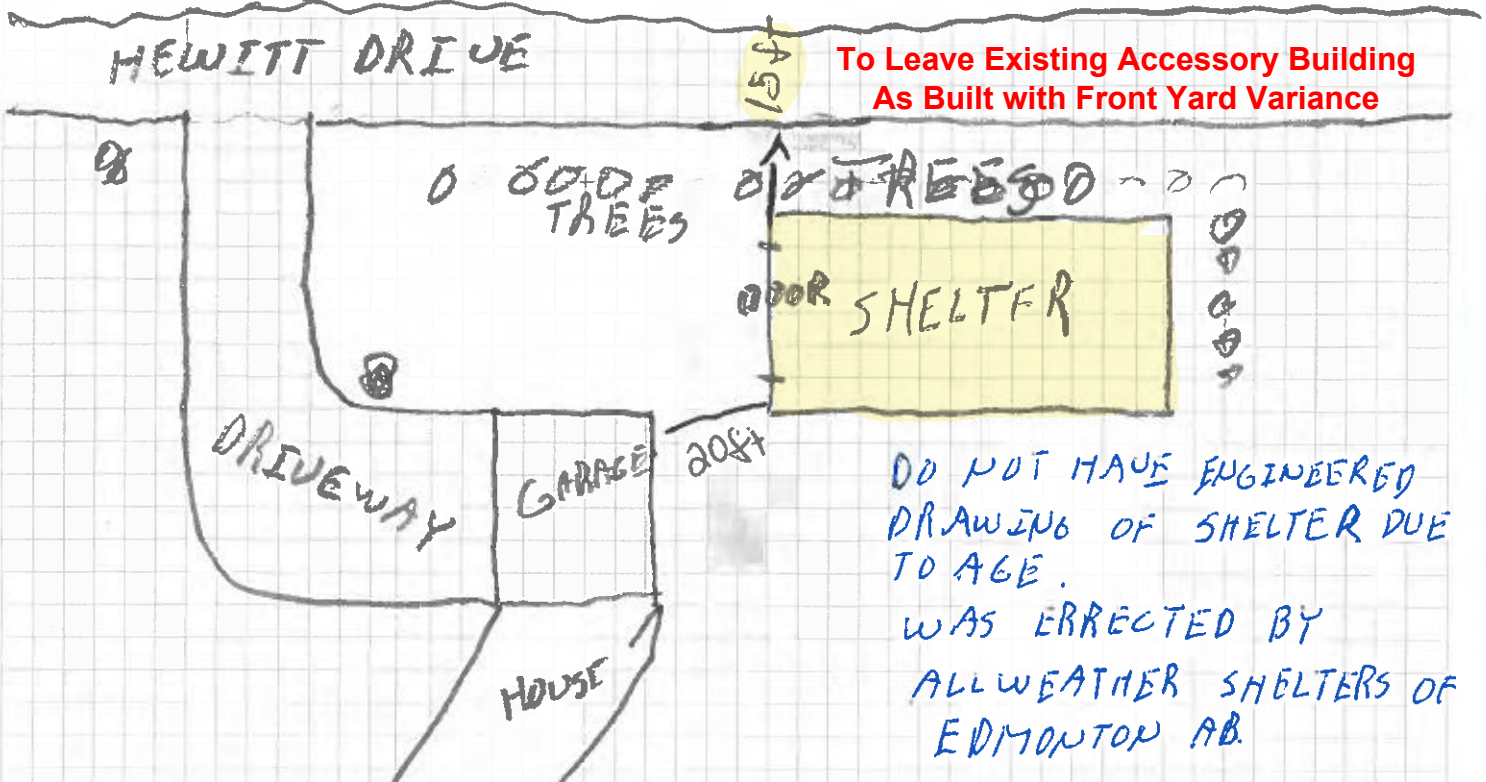 HEWITT DRIVE
15ft
To Leave Existing Accessory Building
As Built with Front Yard Variance
TREES
TREES
DOOR
SHELTER
DRIVEWAY
GARAGE
20ft
HOUSE
DO NOT HAVE ENGINEERED
DRAWING OF SHELTER DUE
TO AGE.
WAS ERRECTED BY
ALLWEATHER SHELTERS OF
EDMONTON AB.